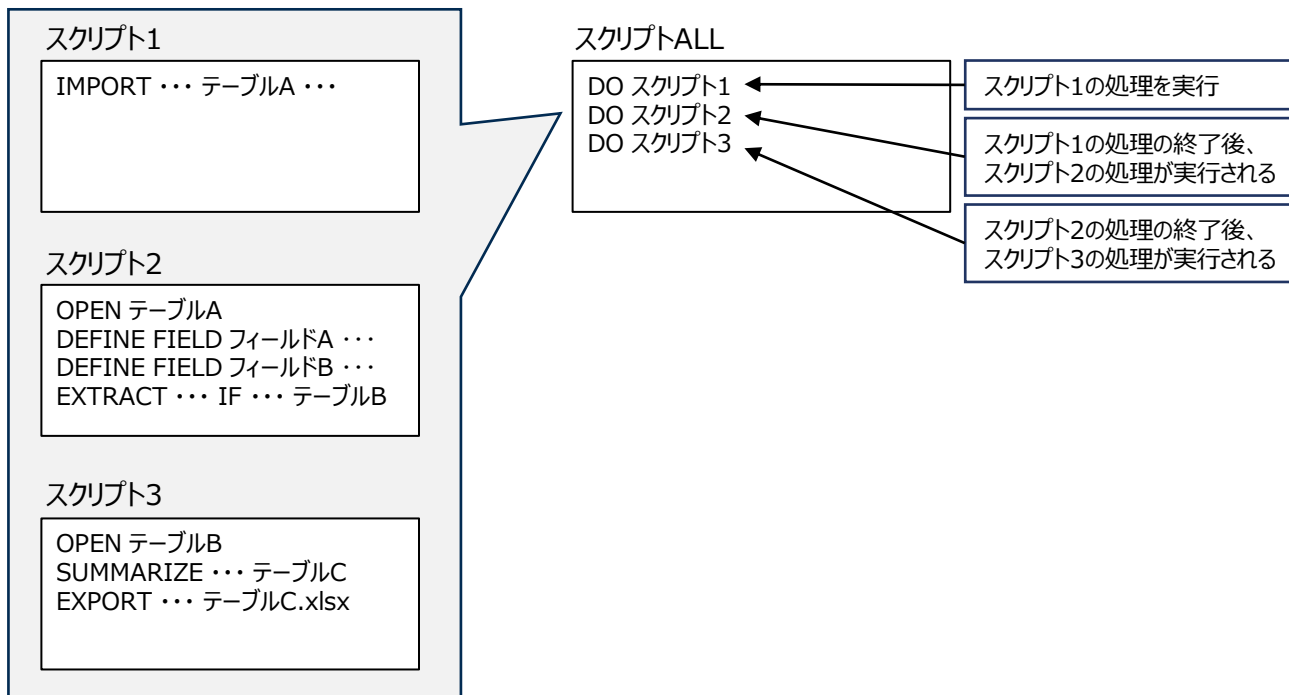 スクリプト1
IMPORT ・・・ テーブルA ・・・
スクリプト2
OPEN テーブルA
DEFINE FIELD フィールドA ・・・
DEFINE FIELD フィールドB ・・・
EXTRACT ・・・ IF ・・・ テーブルB
スクリプト3
OPEN テーブルB
SUMMARIZE ・・・ テーブルC
EXPORT ・・・ テーブルC.xlsx
スクリプトALL
DO スクリプト1
DO スクリプト2
DO スクリプト3
スクリプト1の処理を実行
スクリプト1の処理の終了後、
スクリプト2の処理が実行される
スクリプト2の処理の終了後、
スクリプト3の処理が実行される